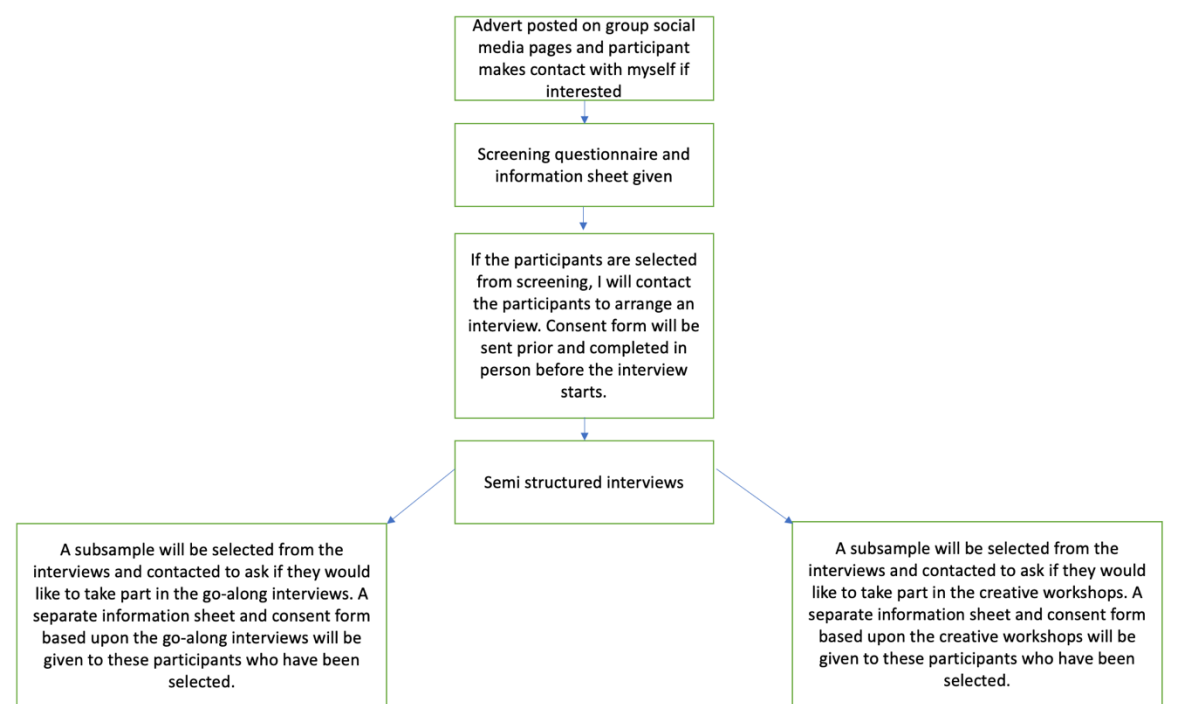 Advert posted on group social
media pages and participant
makes contact with myself if
interested
Screening questionnaire and
information sheet given
If the participants are selected
from screening, I will contact
the participants to arrange an
interview. Consent form will be
sent prior and completed in
person before the interview
starts.
Semi structured interviews
A subsample will be selected from the
interviews and contacted to ask if they would
like to take part in the go-along interviews. A
separate information sheet and consent form
based upon the go-along interviews will be
given to these participants who have been
selected.
A subsample will be selected from the
interviews and contacted to ask if they would
like to take part in the creative workshops. A
separate information sheet and consent form
based upon the creative workshops will be
given to these participants who have been
selected.